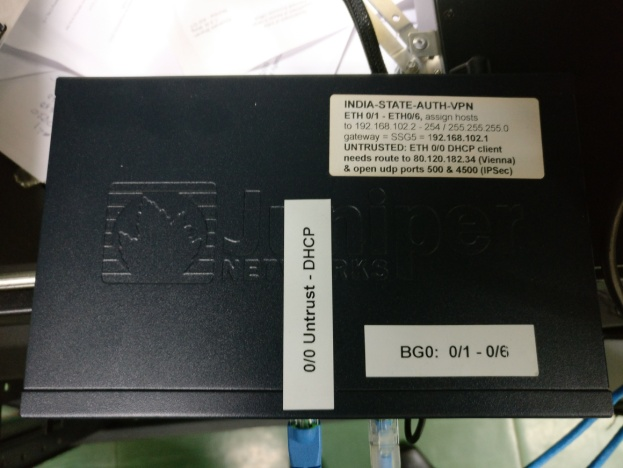 INDIA-STATE-AUTH-VPN
ETH 0/1 - ETH0/6, assign hosts
to 192.168.102.2 - 254 / 255.255.255.0
gateway = SSG5 = 192.168.102.1
UNTRUSTED: ETH 0/0 DHCP client
needs route to 80.120.182.34 (Vienna)
& open udp ports 500 & 4500 (IPSec)
Juniper
NETWORKS
0/0 Untrust - DHCP
BG0: 0/1 - 0/6